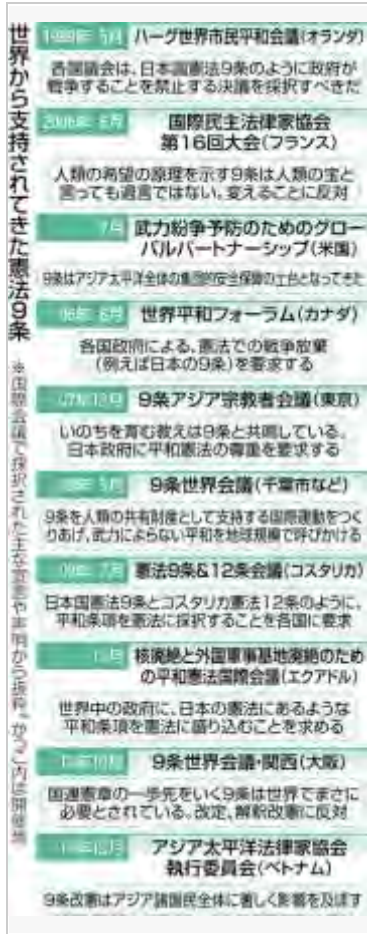 世界から支持されてきた憲法9条
※国際会議で採択された主な宣言や声明から抜粋。かっこ内は開催地
1999年 5月 ハーグ世界市民平和会議(オランダ)
各国議会は、日本国憲法9条のように政府が
戦争することを禁止する決議を採択すべきだ
国際民主法律家協会
第16回大会(フランス)
人類の希望の原理を示す9条は人類の宝と
言っても過言ではない。変えることに反対
7月 武力紛争予防のためのグロー
バルパートナーシップ(米国)
9条はアジア太平洋全体の集団的安全保障の土台となってきた
06年 6月 世界平和フォーラム(カナダ)
各国政府による、憲法での戦争放棄
(例えば日本の9条)を要求する
9条アジア宗教者会議(東京)
いのちを育む教えは9条と共鳴している。
日本政府に平和憲法の尊重を要求する
9条世界会議(千葉市など)
9条を人類の共有財産として支持する国際運動をつく
りあげ、武力によらない平和を地球規模で呼びかける
憲法9条&12条会議(コスタリカ)
日本国憲法9条とコスタリカ憲法12条のように、
平和条項を憲法に採択することを各国に要求
核廃絶と外国軍事基地廃絶のため
の平和憲法国際会議(エクアドル)
世界中の政府に、日本の憲法にあるような
平和条項を憲法に盛り込むことを求める
9条世界会議・関西(大阪)
国連憲章の一歩先をいく9条は世界でまさに
必要とされている。改定、解釈改憲に反対
アジア太平洋法律家協会
執行委員会(ベトナム)
9条改憲はアジア諸国民全体に著しく影響を及ぼす